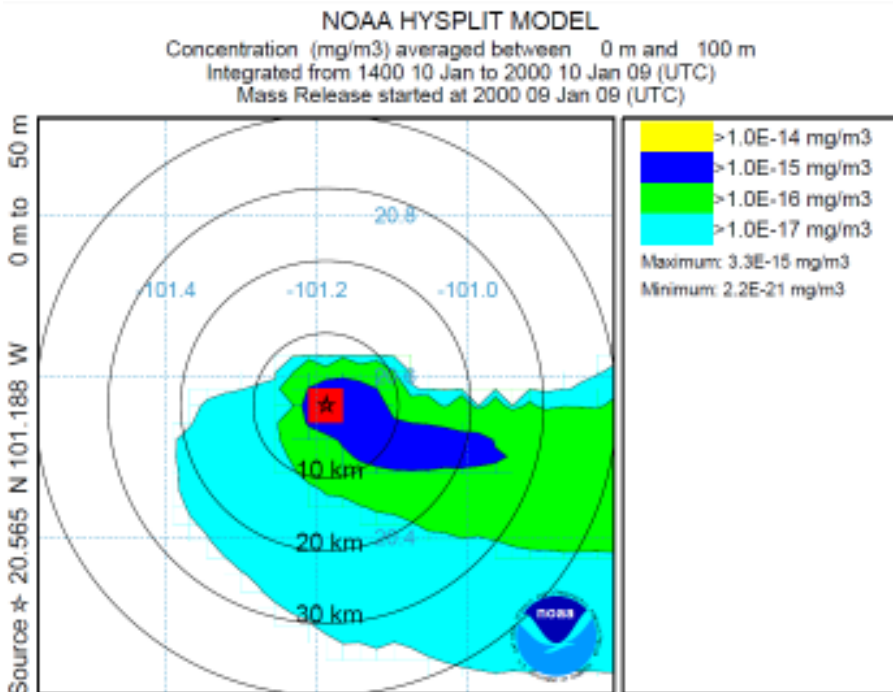 NOAA HYSPLIT MODEL
Concentration (mg/m3) averaged between 0 m and 100 m
Integrated from 1400 10 Jan to 2000 10 Jan 09 (UTC)
Mass Release started at 2000 09 Jan 09 (UTC)
Source ☆ 20.565 N 101.188 W 0 m to 50 m
20.8
-101.4 -101.2 -101.0
10 km
20.4
20 km
30 km
noaa
>1.0E-14 mg/m3
>1.0E-15 mg/m3
>1.0E-16 mg/m3
>1.0E-17 mg/m3
Maximum: 3.3E-15 mg/m3
Minimum: 2.2E-21 mg/m3